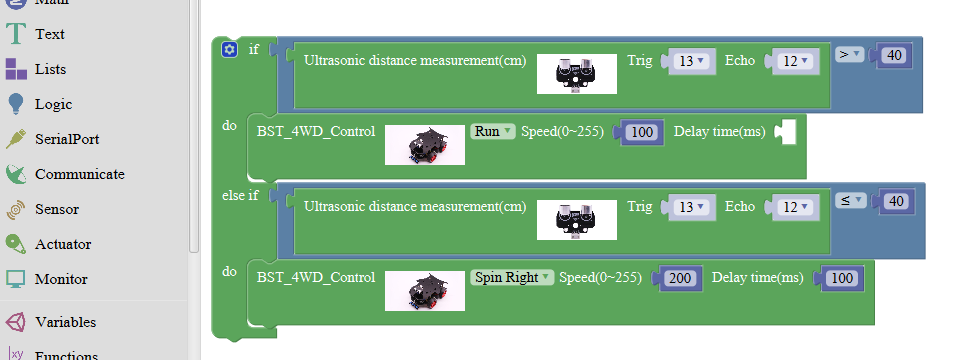 Math
Text
Lists
Logic
SerialPort
Communicate
Sensor
Actuator
Monitor
Variables
Functions
if Ultrasonic distance measurement(cm) Trig 13 Echo 12 > 40
do BST_4WD_Control Run Speed(0~255) 100 Delay time(ms)
else if Ultrasonic distance measurement(cm) Trig 13 Echo 12 ≤ 40
do BST_4WD_Control Spin Right Speed(0~255) 200 Delay time(ms) 100